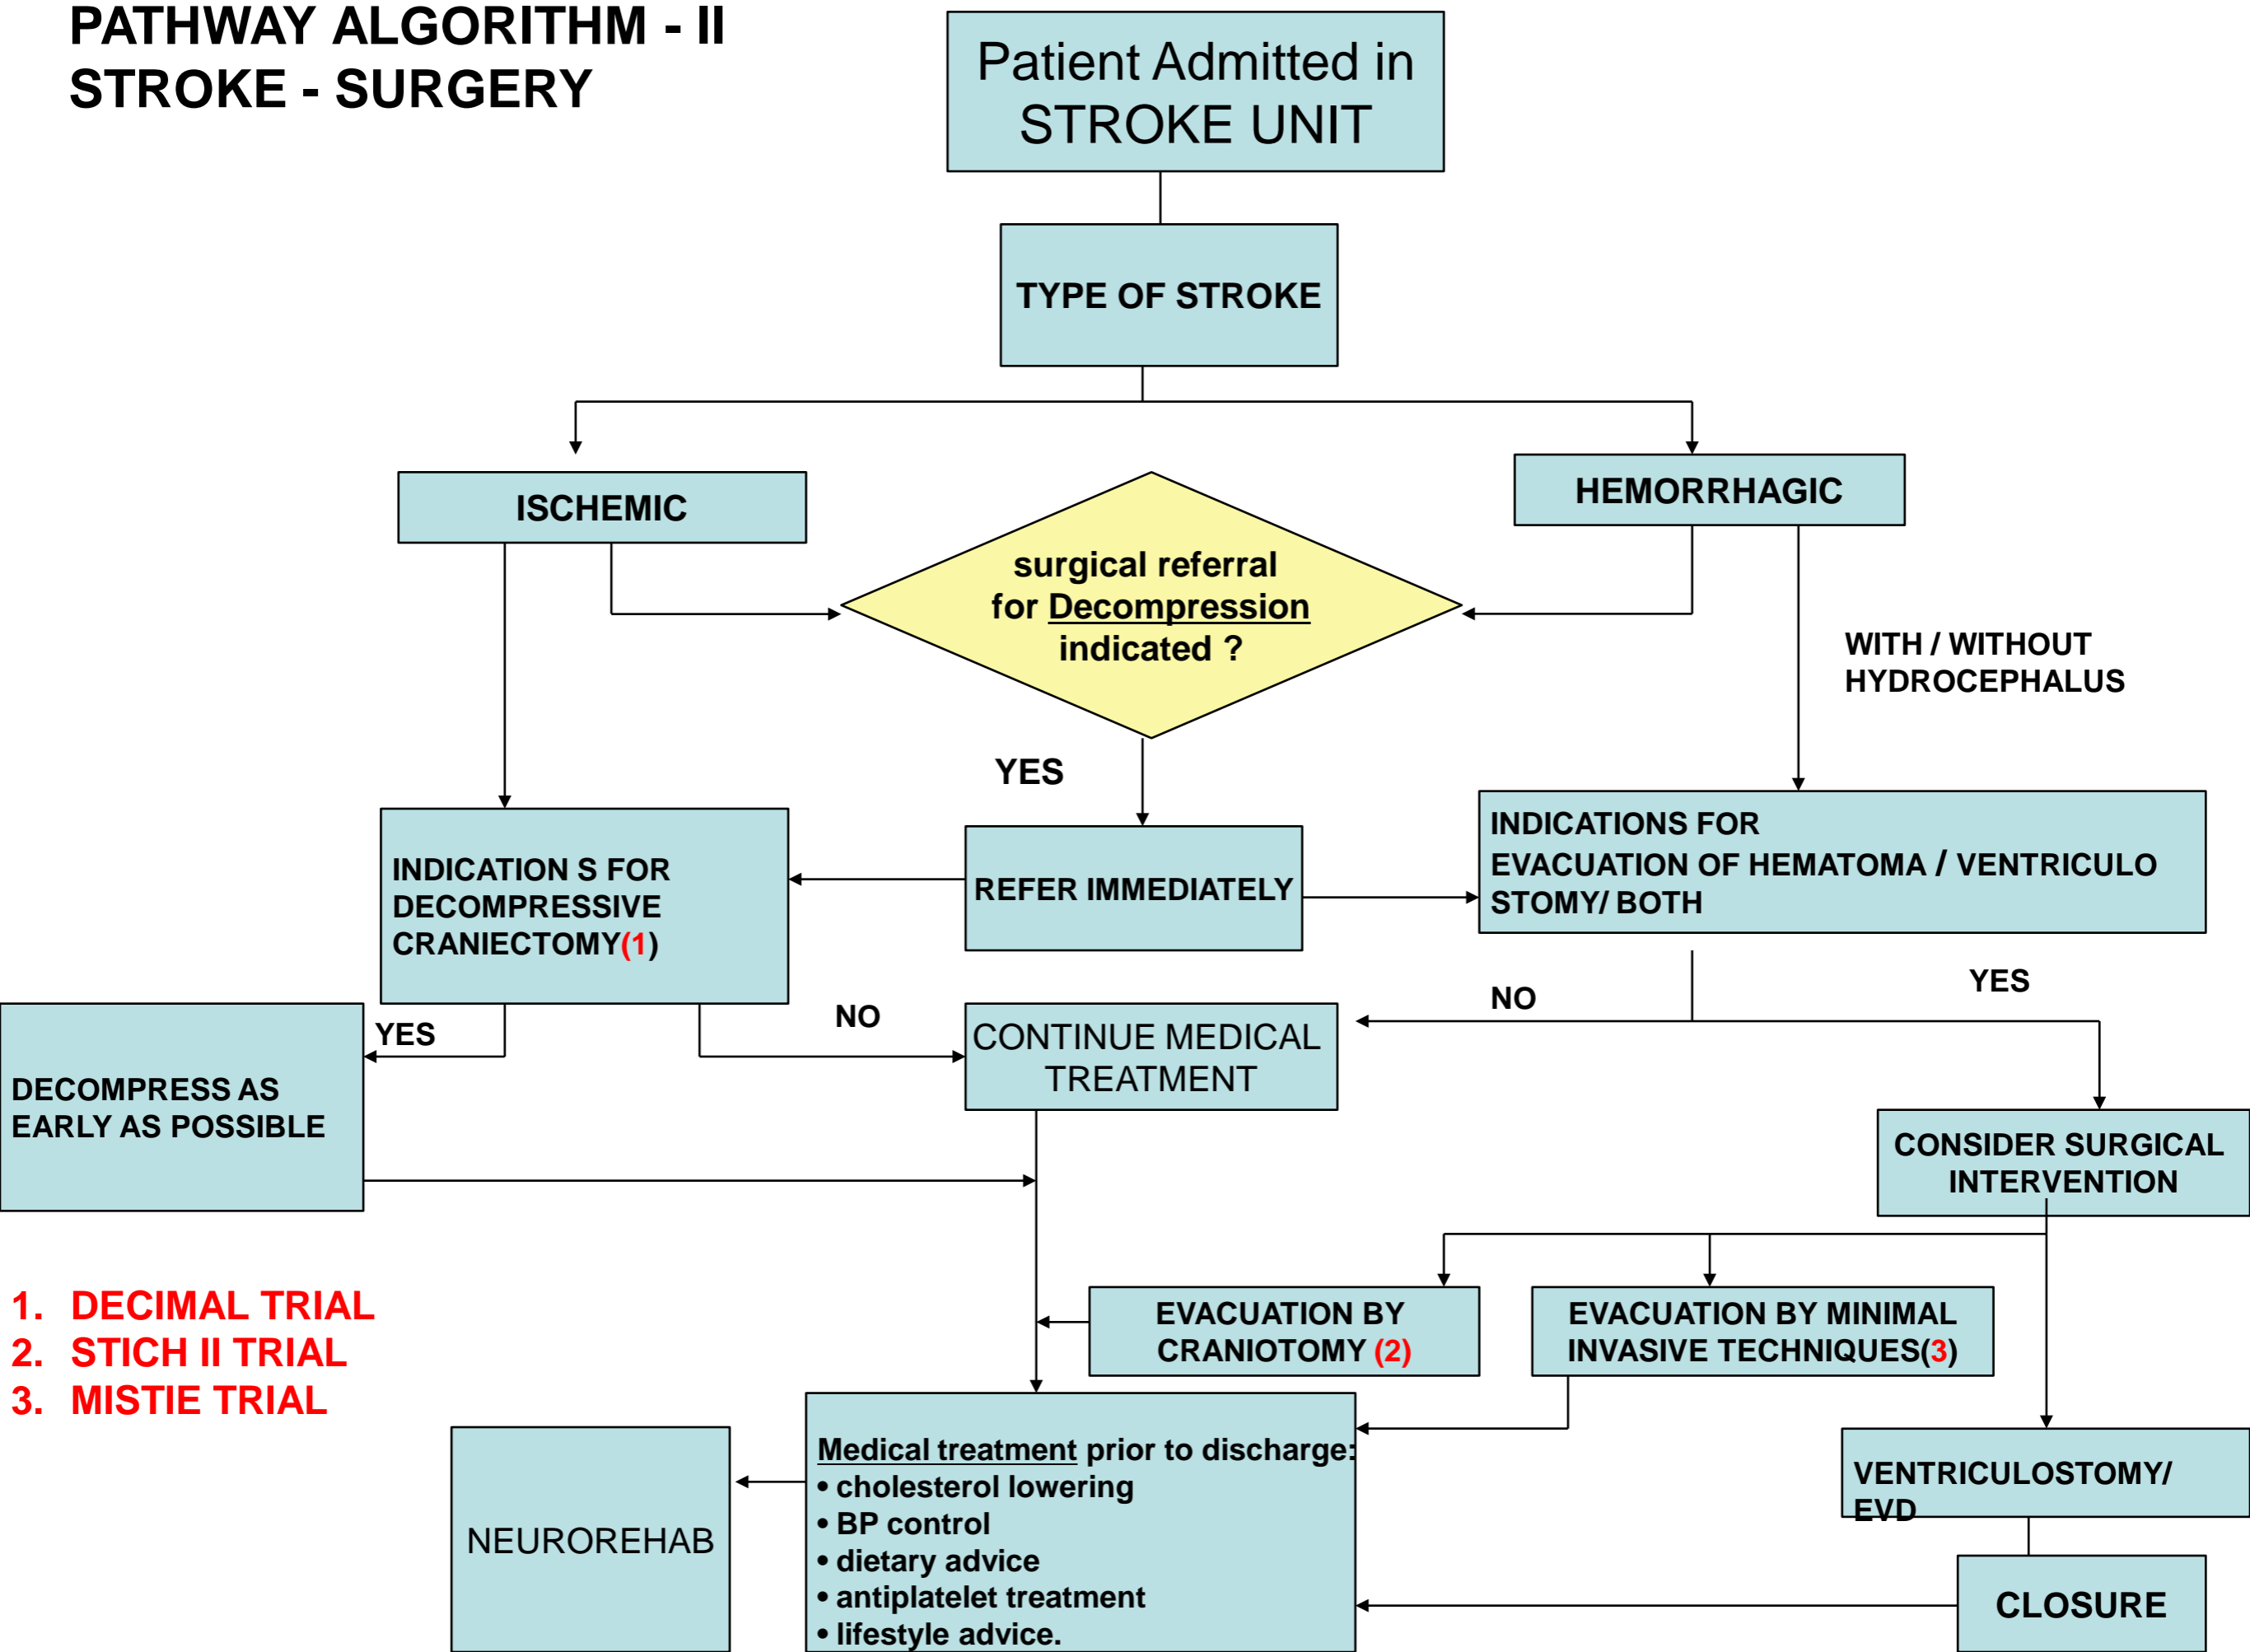 PATHWAY ALGORITHM - II
STROKE - SURGERY
Patient Admitted in
STROKE UNIT
TYPE OF STROKE
ISCHEMIC
HEMORRHAGIC
surgical referral
for Decompression
indicated ?
WITH / WITHOUT
HYDROCEPHALUS
YES
INDICATION S FOR
DECOMPRESSIVE
CRANIECTOMY(1)
REFER IMMEDIATELY
INDICATIONS FOR
EVACUATION OF HEMATOMA / VENTRICULO
STOMY/ BOTH
YES
NO
NO
YES
DECOMPRESS AS
EARLY AS POSSIBLE
CONTINUE MEDICAL
TREATMENT
CONSIDER SURGICAL
INTERVENTION
1. DECIMAL TRIAL
2. STICH II TRIAL
3. MISTIE TRIAL
EVACUATION BY
CRANIOTOMY (2)
EVACUATION BY MINIMAL
INVASIVE TECHNIQUES(3)
NEUROREHAB
Medical treatment prior to discharge:
• cholesterol lowering
• BP control
• dietary advice
• antiplatelet treatment
• lifestyle advice.
VENTRICULOSTOMY/
EVD
CLOSURE